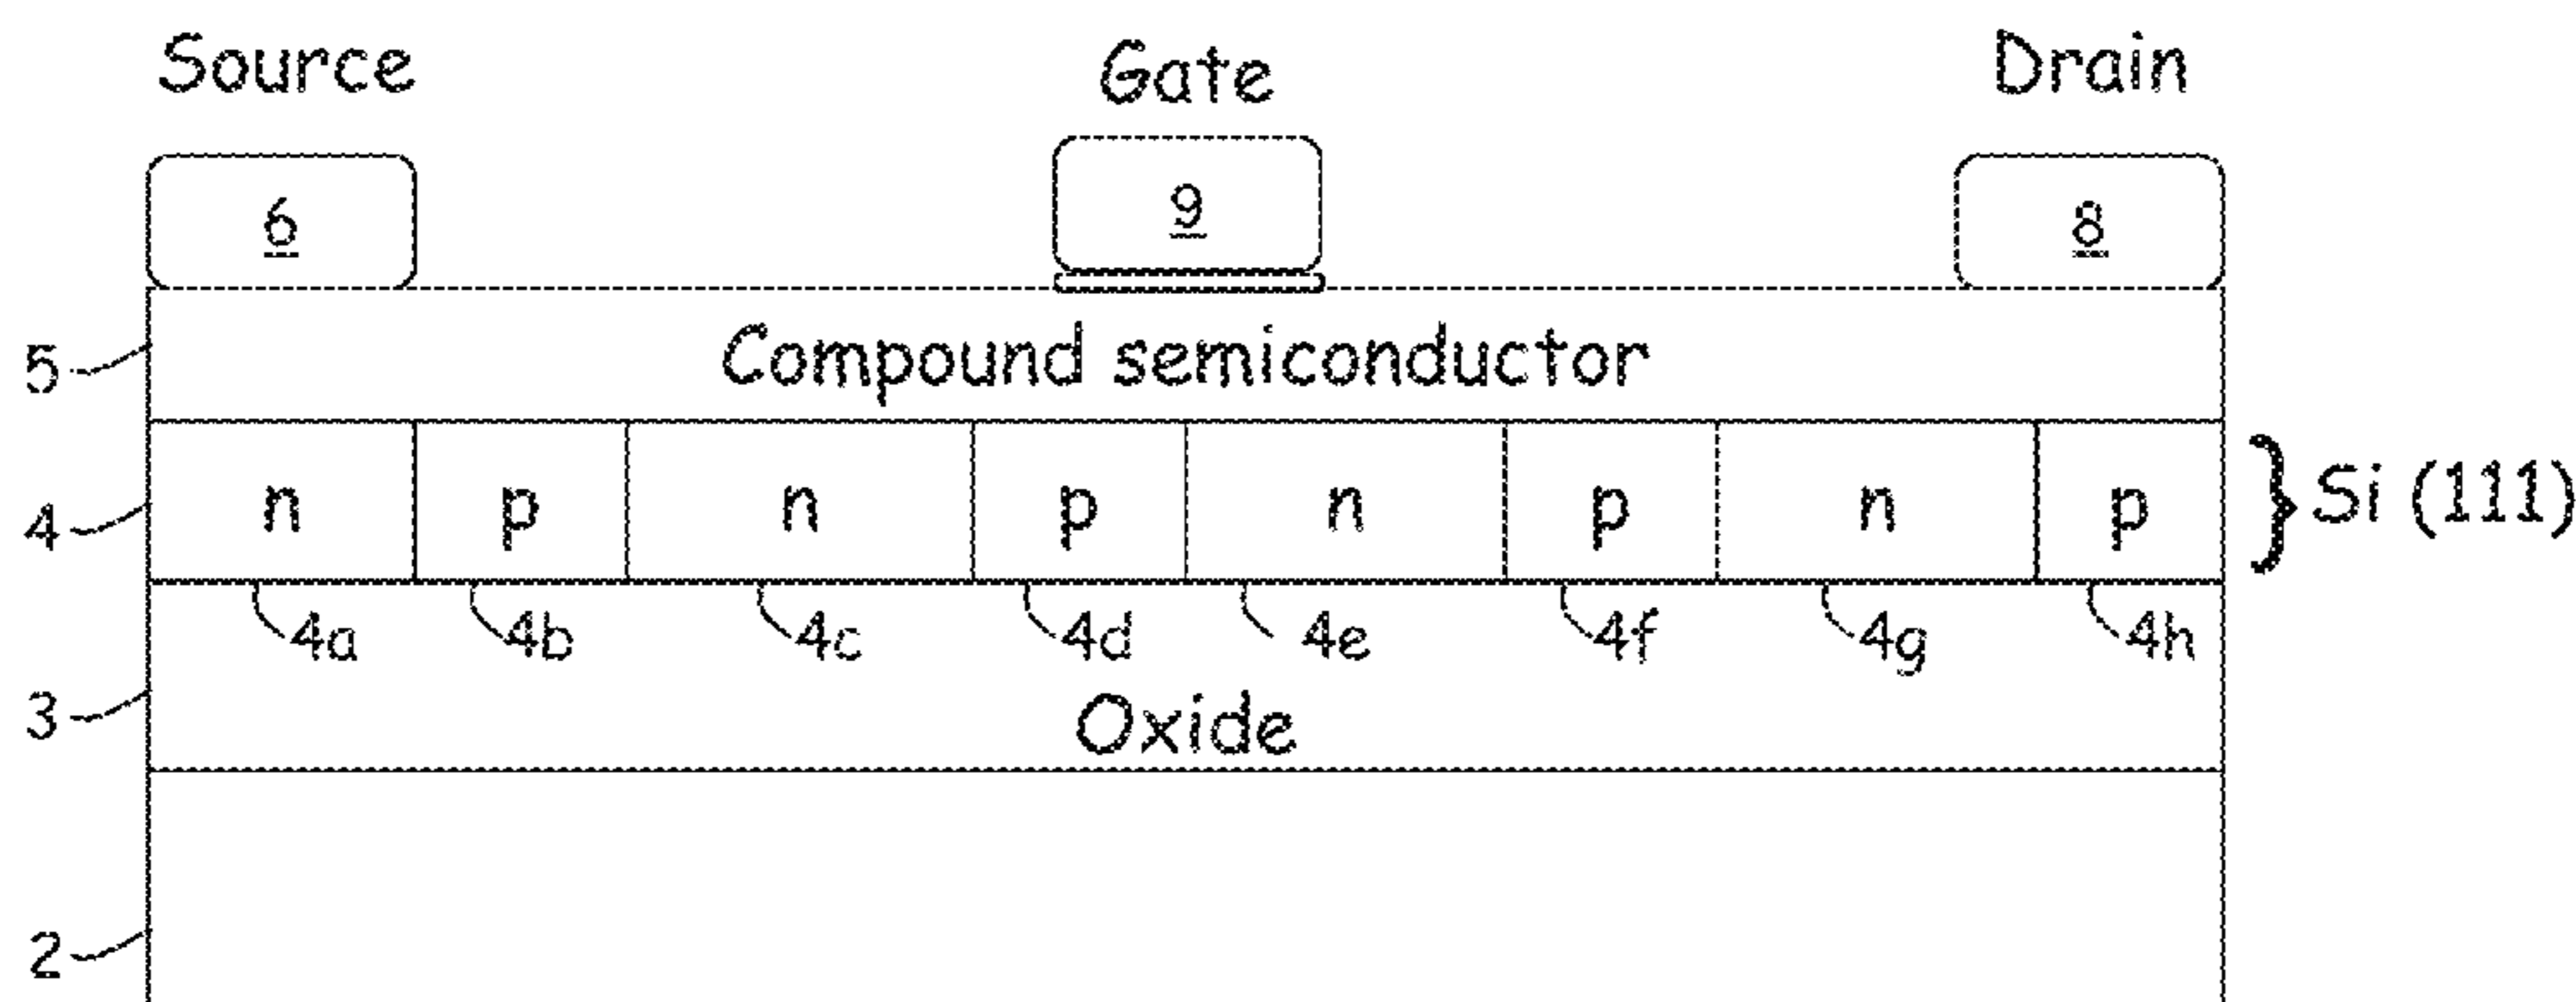 Source Gate Drain
6 9 8
5 Compound semiconductor
4 n p n p n p n p Si (111)
4a 4b 4c 4d 4e 4f 4g 4h
3 Oxide
2